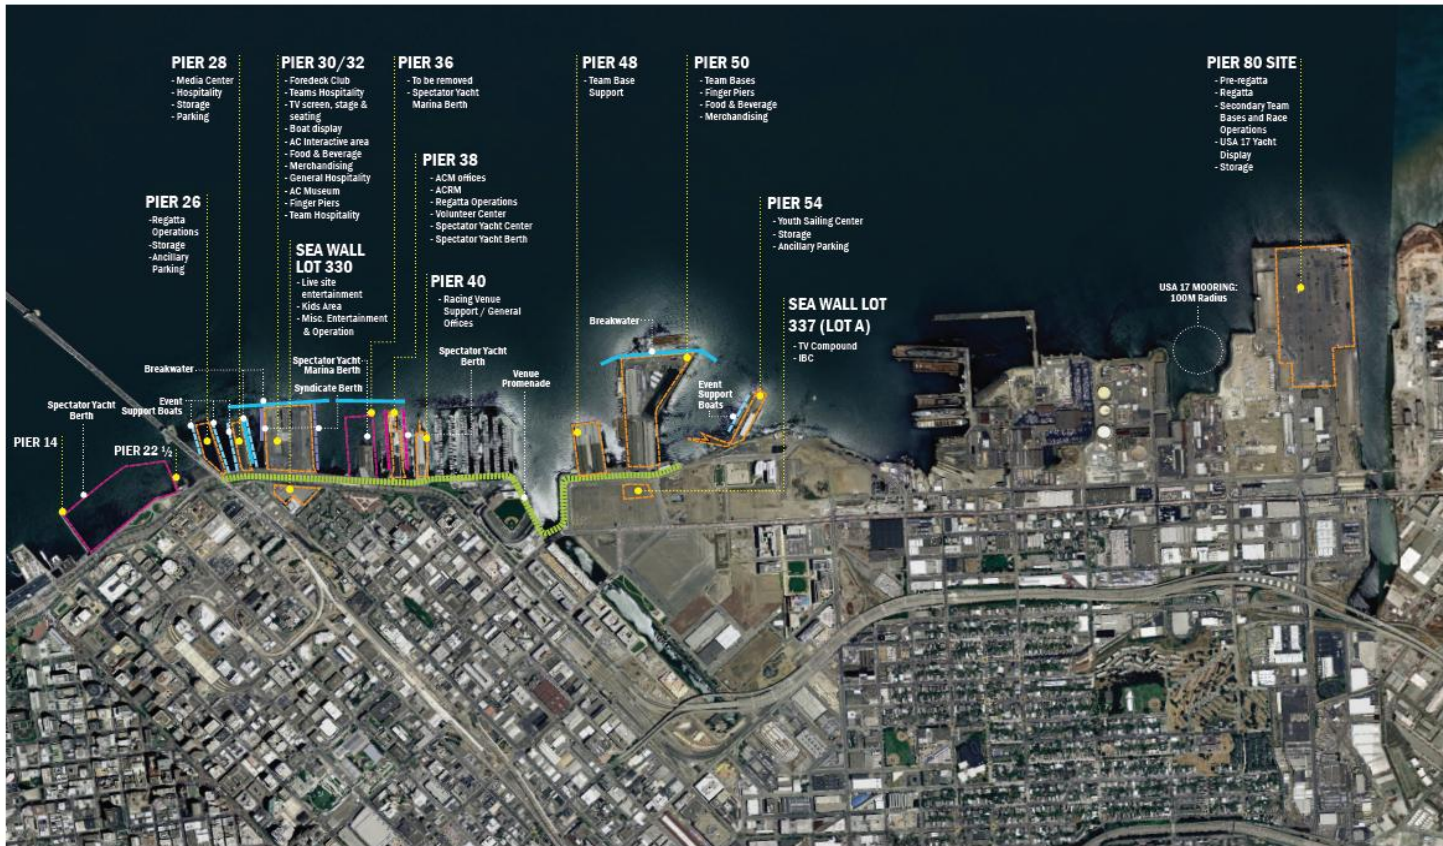 PIER 28
- Media Center
- Hospitality
- Storage
- Parking
PIER 30/32
- Foredeck Club
- Teams Hospitality
- TV screen, stage &
seating
- Boat display
- AC Interactive area
- Food & Beverage
- Merchandising
- General Hospitality
- AC Museum
- Finger Piers
- Team Hospitality
PIER 36
- To be removed
- Spectator Yacht
Marina Berth
PIER 48
- Team Base
Support
PIER 50
- Team Bases
- Finger Piers
- Food & Beverage
- Merchandising
PIER 80 SITE
- Pre-regatta
- Regatta
- Secondary Team
Bases and Race
Operations
- USA 17 Yacht
Display
- Storage
PIER 38
- ACM offices
- ACRM
- Regatta Operations
- Volunteer Center
- Spectator Yacht Center
- Spectator Yacht Berth
PIER 26
-Regatta
Operations
-Storage
-Ancillary
Parking
PIER 54
- Youth Sailing Center
- Storage
- Ancillary Parking
SEA WALL
LOT 330
- Live site
entertainment
- Kids Area
- Misc. Entertainment
& Operation
PIER 40
- Racing Venue
Support / General
Offices
SEA WALL LOT
337 (LOT A)
- TV Compound
- IBC
USA 17 MOORING:
100M Radius
Breakwater
Spectator Yacht
Marina Berth
Spectator Yacht
Berth
Breakwater
Syndicate Berth
Venue
Promenade
Event
Support
Boats
Spectator Yacht
Berth
Event
Support Boats
PIER 14
PIER 22 ½